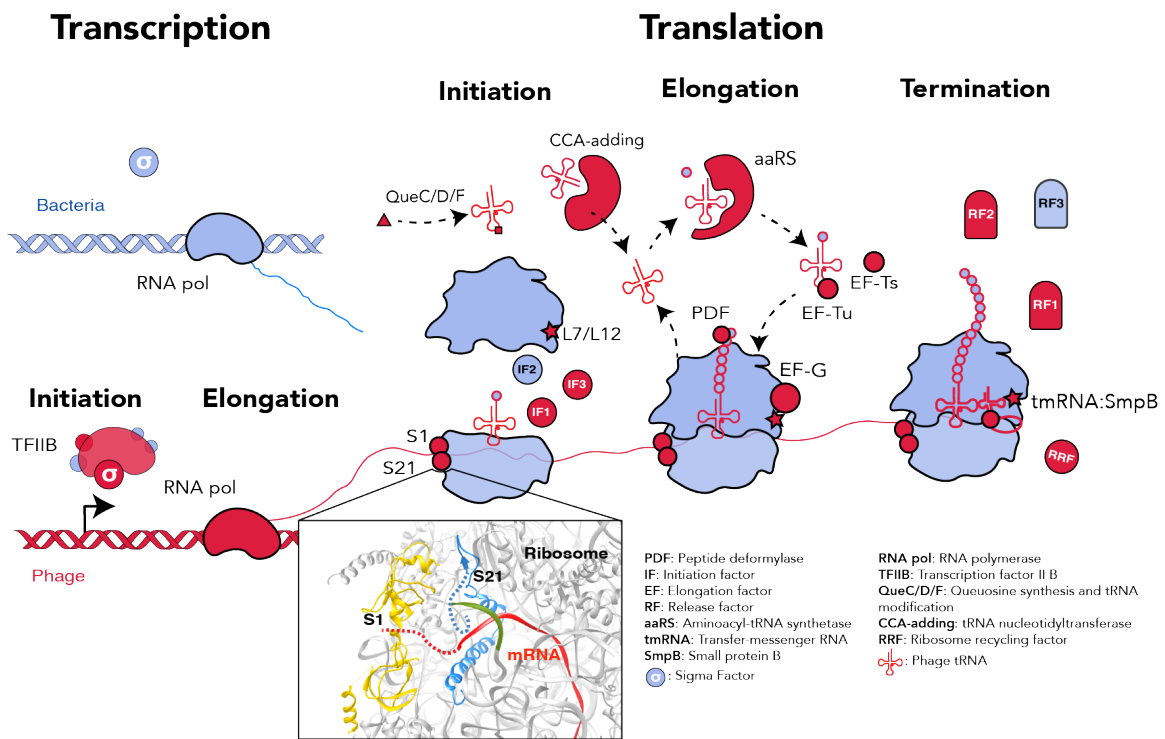 Transcription
Translation
Initiation
Elongation
Termination
CCA-adding
aaRS
σ
QueC/D/F
Bacteria
RF2
RF3
RNA pol
EF-Ts
EF-Tu
RF1
PDF
L7/L12
IF2
IF3
IF1
EF-G
Initiation
Elongation
tmRNA:SmpB
TFIIB
S1
S21
σ
RNA pol
RRF
Phage
Ribosome
S21
S1
mRNA
PDF: Peptide deformylase
IF: Initiation factor
EF: Elongation factor
RF: Release factor
aaRS: Aminoacyl-tRNA synthetase
tmRNA: Transfer-messenger RNA
SmpB: Small protein B
σ : Sigma Factor
RNA pol: RNA polymerase
TFIIB: Transcription factor II B
QueC/D/F: Queuosine synthesis and tRNA
modification
CCA-adding: tRNA nucleotidyltransferase
RRF: Ribosome recycling factor
: Phage tRNA